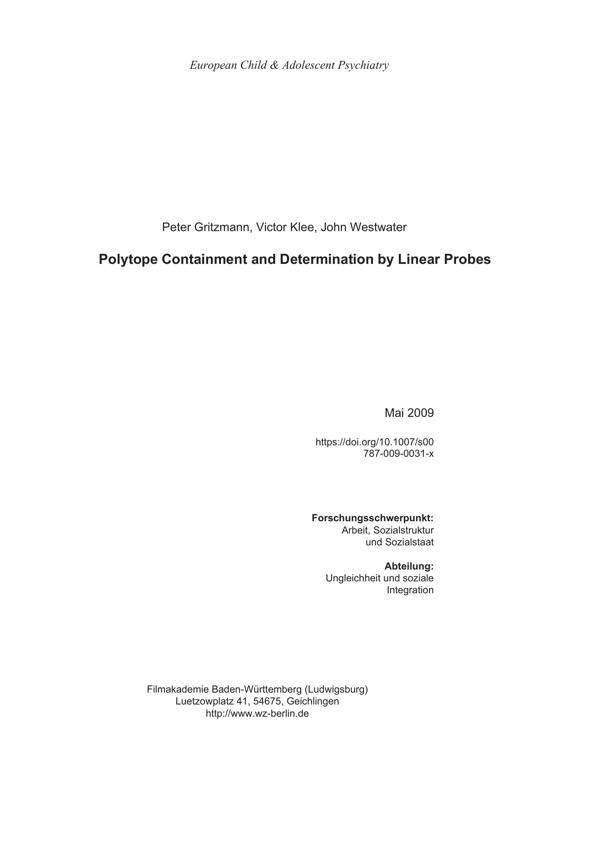 European Child & Adolescent Psychiatry
Peter Gritzmann, Victor Klee, John Westwater
Polytope Containment and Determination by Linear Probes
Mai 2009
https://doi.org/10.1007/s00
787-009-0031-x
Forschungsschwerpunkt:
Arbeit, Sozialstruktur
und Sozialstaat
Abteilung:
Ungleichheit und soziale
Integration
Filmakademie Baden-Württemberg (Ludwigsburg)
Luetzowplatz 41, 54675, Geichlingen
http://www.wz-berlin.de